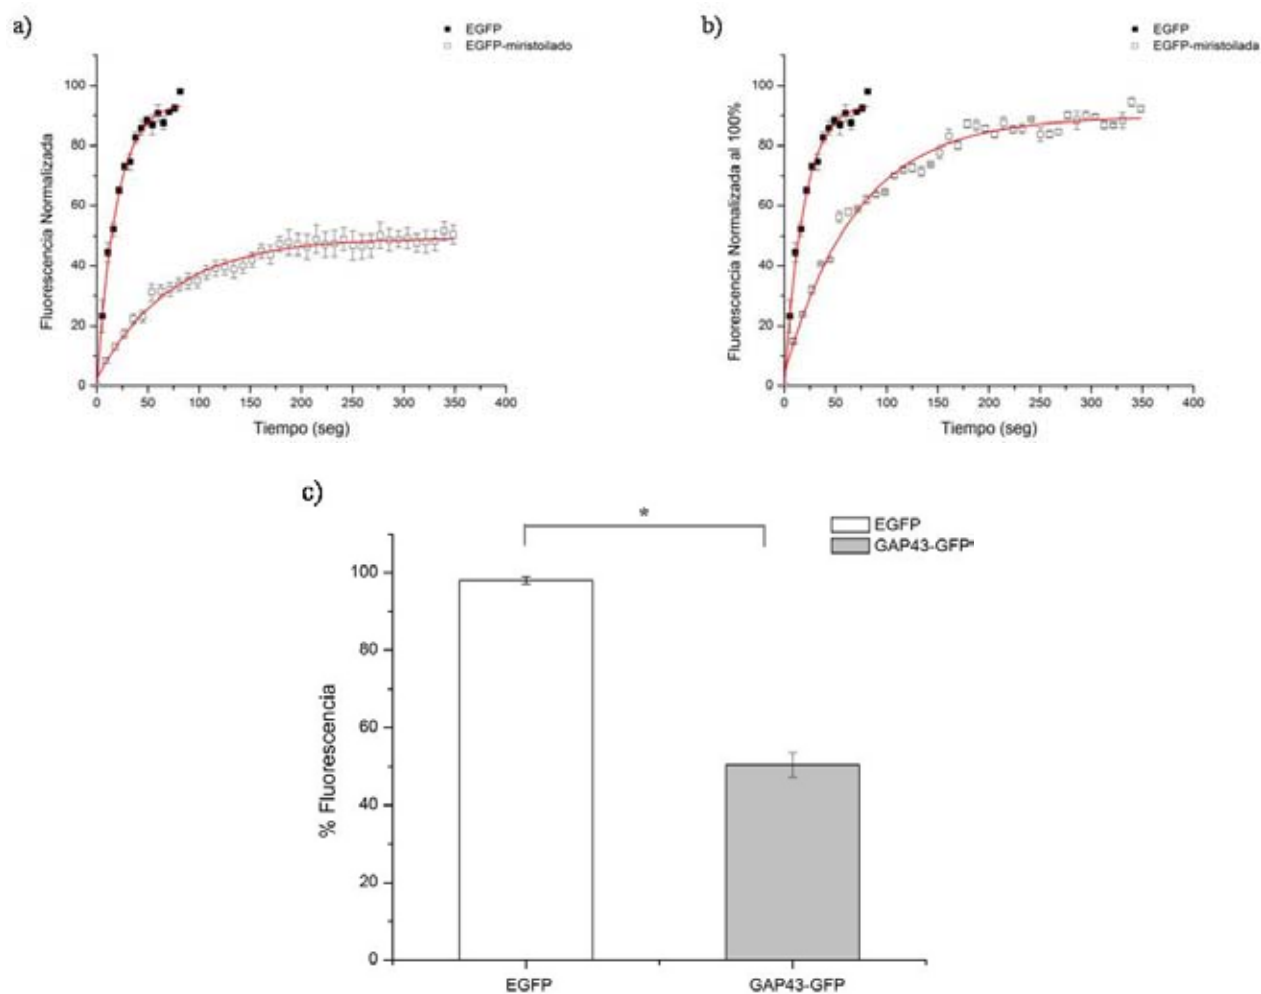 a)
EGFP
EGFP-miristoilado
Fluorescencia Normalizada
100
80
60
40
20
0
0 50 100 150 200 250 300 350 400
Tiempo (seg)
b)
EGFP
EGFP-miristoilada
Fluorescencia Normalizada al 100%
100
80
60
40
20
0
0 50 100 150 200 250 300 350 400
Tiempo (seg)
c)
*
EGFP
GAP43-GFP*
% Fluorescencia
100
80
60
40
20
0
EGFP GAP43-GFP